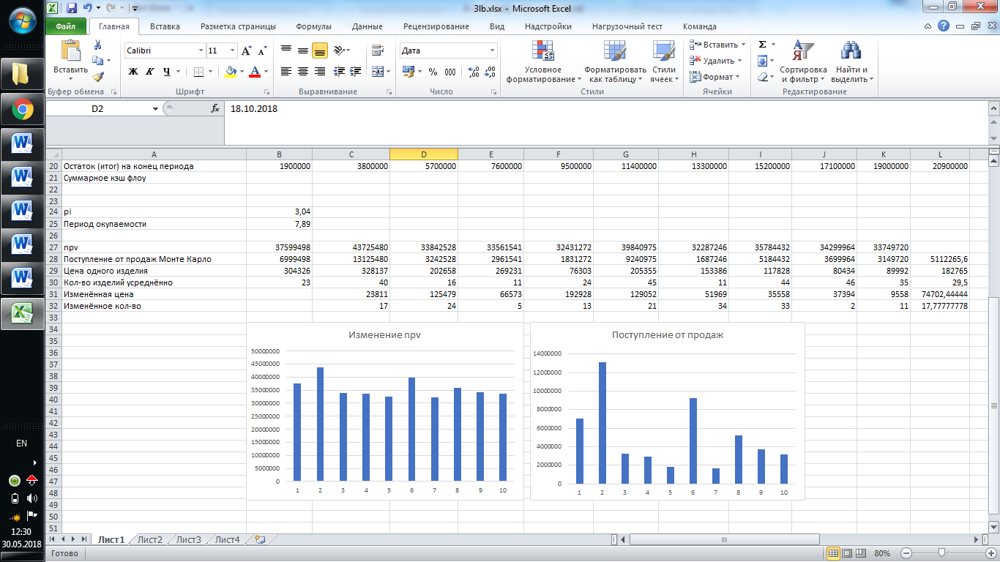 3lb.xlsx - Microsoft Excel
Файл Главная Вставка Разметка страницы Формулы Данные Рецензирование Вид Надстройки Нагрузочный тест Команда
Вставить
Буфер обмена
Calibri 11
Ж К Ч
Шрифт
Выравнивание
Дата
% 000
Число
Условное форматирование
Форматировать как таблицу
Стили ячеек
Стили
Вставить
Удалить
Формат
Ячейки
Сортировка и фильтр
Найти и выделить
Редактирование
D2 fx 18.10.2018
A B C D E F G H I J K L
20 Остаток (итог) на конец периода 1900000 3800000 5700000 7600000 9500000 11400000 13300000 15200000 17100000 19000000 20900000
21 Суммарное кэш флоу
22
23
24 pi 3,04
25 Период окупаемости 7,89
26
27 npv 37599498 43725480 33842528 33561541 32431272 39840975 32287246 35784432 34299964 33749720
28 Поступление от продаж Монте Карло 6999498 13125480 3242528 2961541 1831272 9240975 1687246 5184432 3699964 3149720 5112265,6
29 Цена одного изделия 304326 328137 202658 269231 76303 205355 153386 117828 80434 89992 182765
30 Кол-во изделий усреднённо 23 40 16 11 24 45 11 44 46 35 29,5
31 Изменённая цена 23811 125479 66573 192928 129052 51969 35558 37394 9558 74702,44444
32 Изменённое кол-во 17 24 5 13 21 34 33 2 11 17,77777778
33
34
35
36
37
38
39
40
41
42
43
44
45
46
47
48
49
50
51
Изменение npv
50000000
45000000
40000000
35000000
30000000
25000000
20000000
15000000
10000000
5000000
0
1 2 3 4 5 6 7 8 9 10
Поступление от продаж
14000000
12000000
10000000
8000000
6000000
4000000
2000000
0
1 2 3 4 5 6 7 8 9 10
Лист1 Лист2 Лист3 Лист4
Готово
80%
EN
12:30
30.05.2018